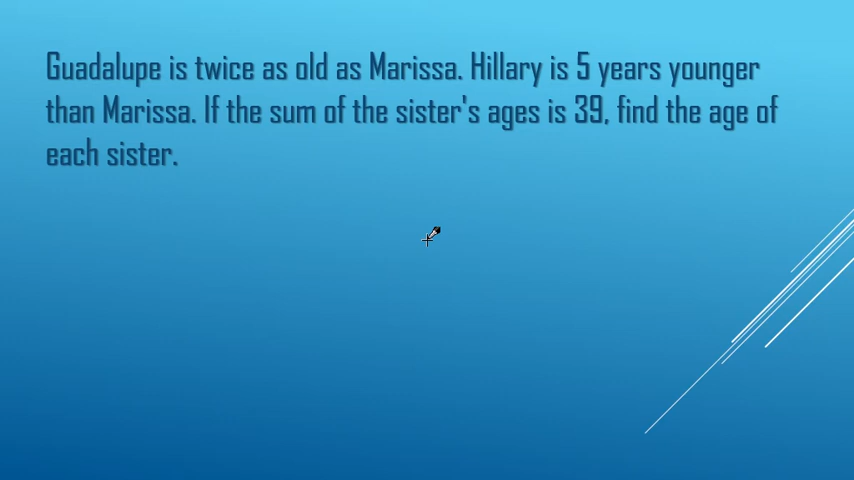 Guadalupe is twice as old as Marissa. Hillary is 5 years younger
than Marissa. If the sum of the sister's ages is 39, find the age of
each sister.